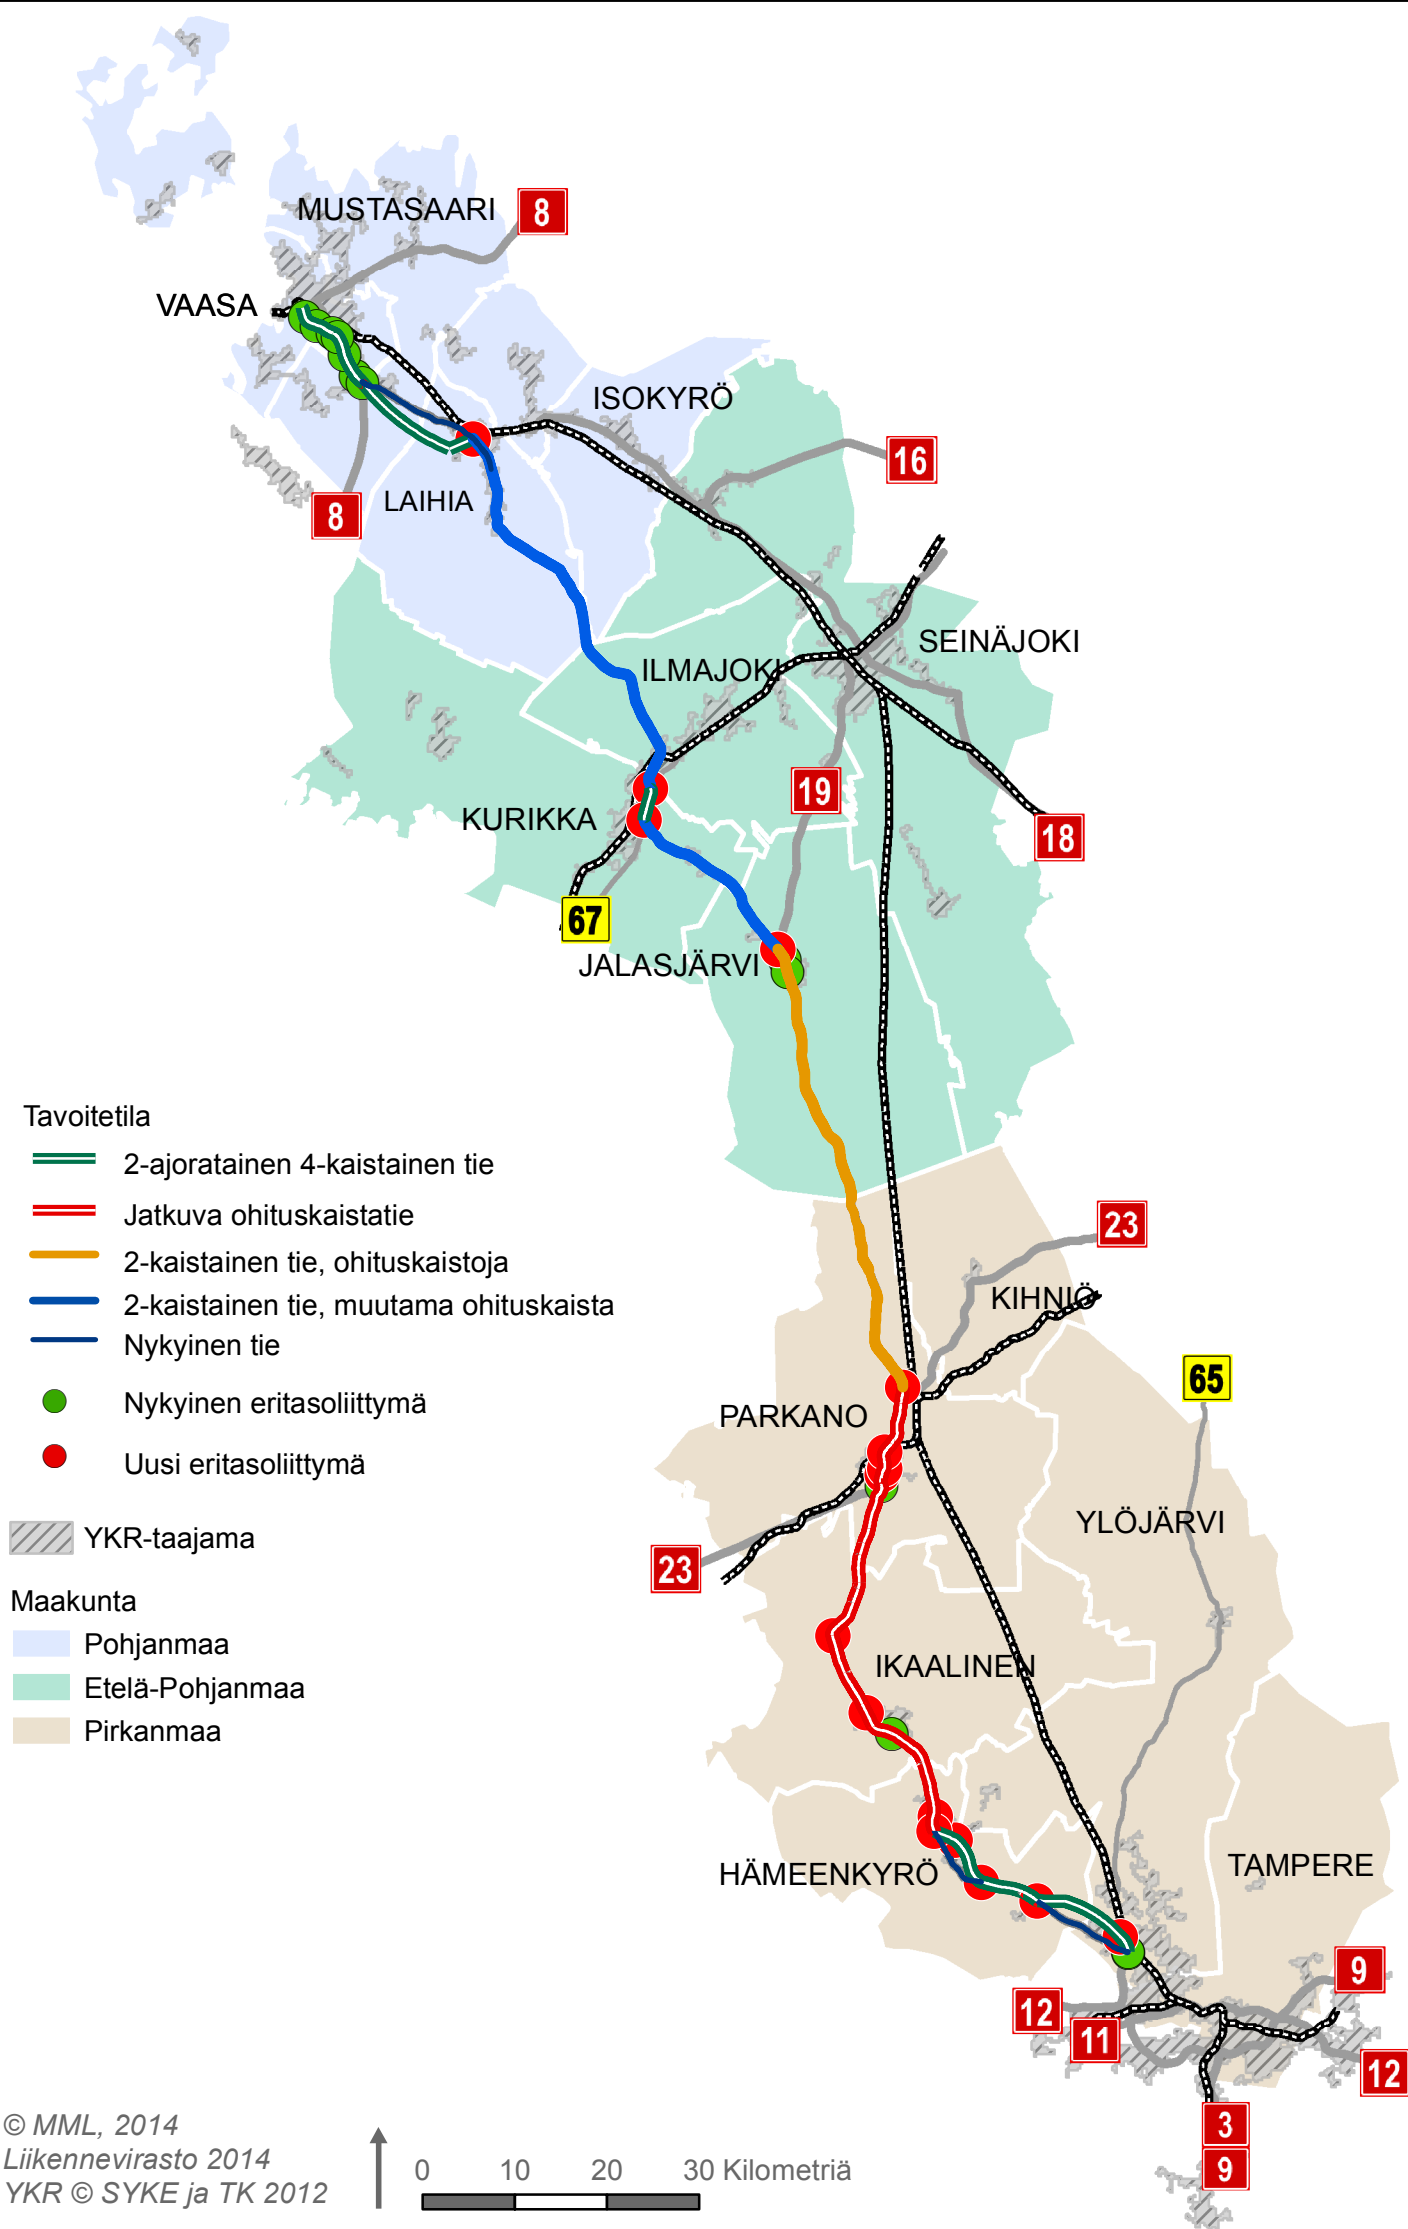 MUSTASAARI
8
VAASA
ISOKYRÖ
16
8
LAIHIA
SEINÄJOKI
ILMAJOKI
19
KURIKKA
18
67
JALASJÄRVI
Tavoitetila
2-ajoratainen 4-kaistainen tie
Jatkuva ohituskaistatie
2-kaistainen tie, ohituskaistoja
2-kaistainen tie, muutama ohituskaista
Nykyinen tie
Nykyinen eritasoliittymä
Uusi eritasoliittymä
YKR-taajama
Maakunta
Pohjanmaa
Etelä-Pohjanmaa
Pirkanmaa
23
KIHNIÖ
65
PARKANO
YLÖJÄRVI
23
IKAALINEN
HÄMEENKYRÖ
TAMPERE
9
12
11
12
3
9
© MML, 2014
Liikennevirasto 2014
YKR © SYKE ja TK 2012
0 10 20 30 Kilometriä